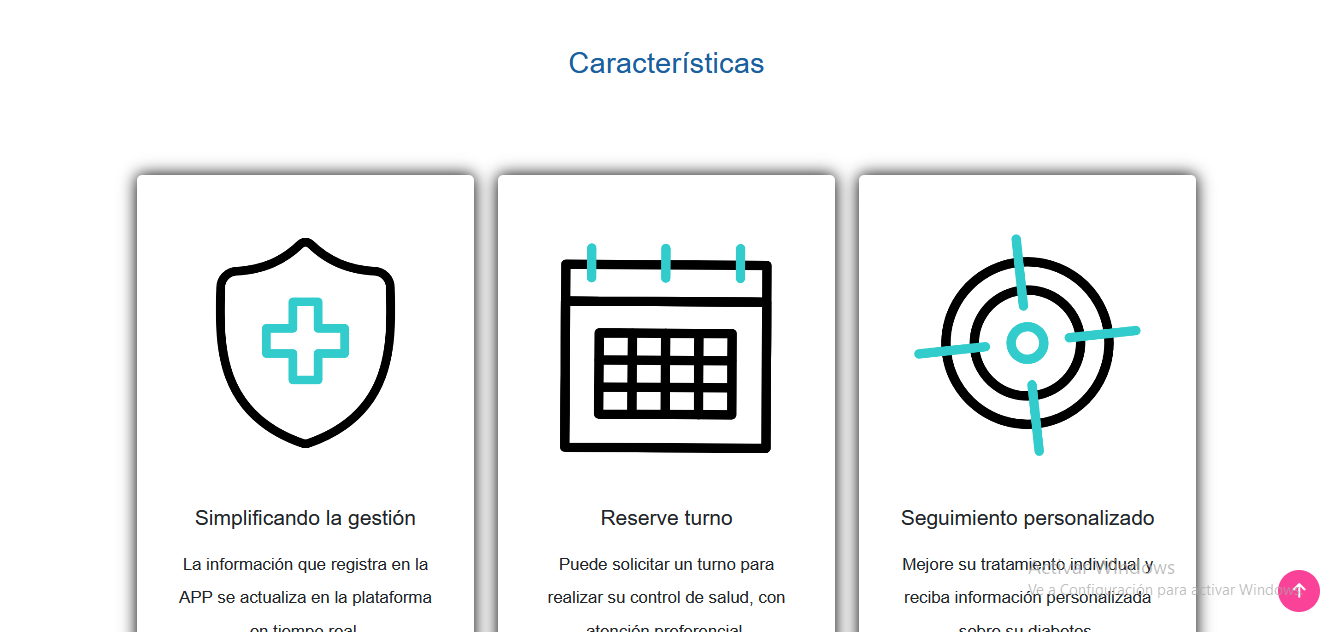 Características
Simplificando la gestión
La información que registra en la
APP se actualiza en la plataforma
en tiempo real
Reserve turno
Puede solicitar un turno para
realizar su control de salud, con
atención preferencial
Seguimiento personalizado
Mejore su tratamiento individual y
reciba información personalizada
sobre su diabetes
Activar Windows
Ve a Configuración para activar Windows